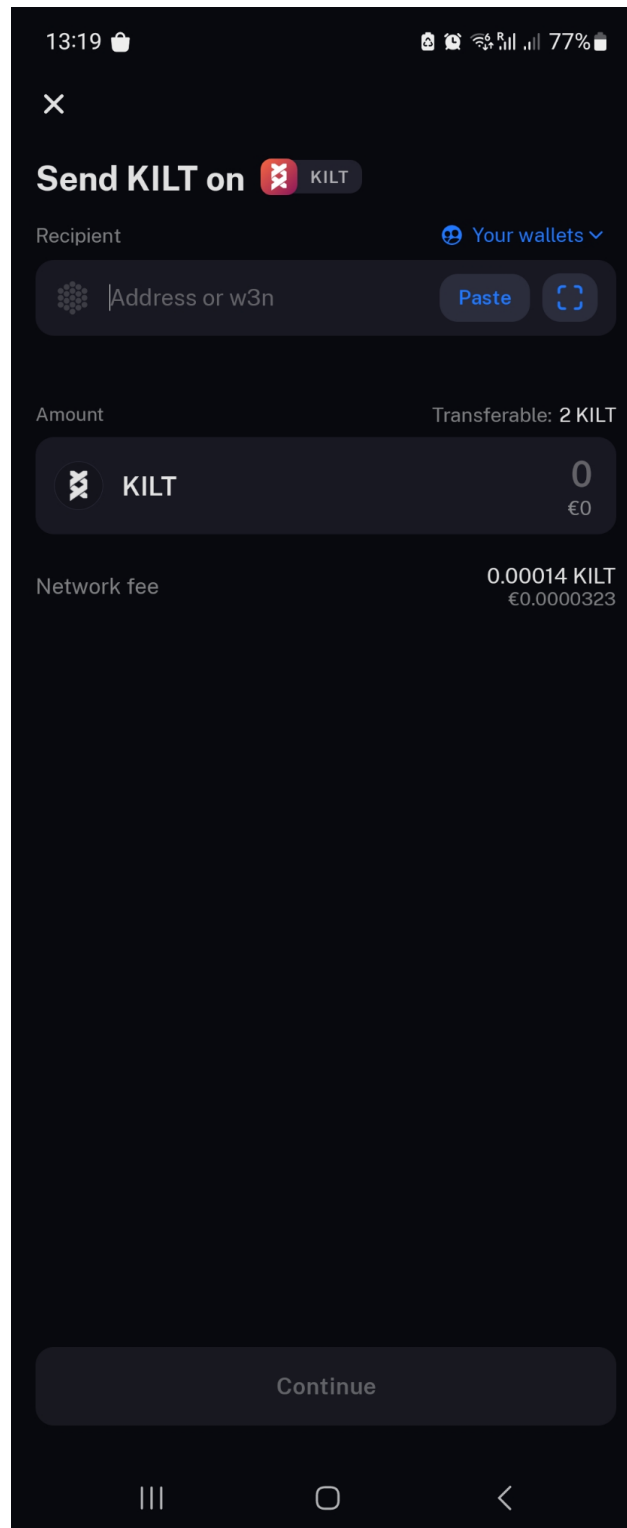 13:19 77%
Send KILT on KILT
Recipient Your wallets
Address or w3n Paste
Amount Transferable: 2 KILT
KILT 0
€0
Network fee 0.00014 KILT
€0.0000323
Continue